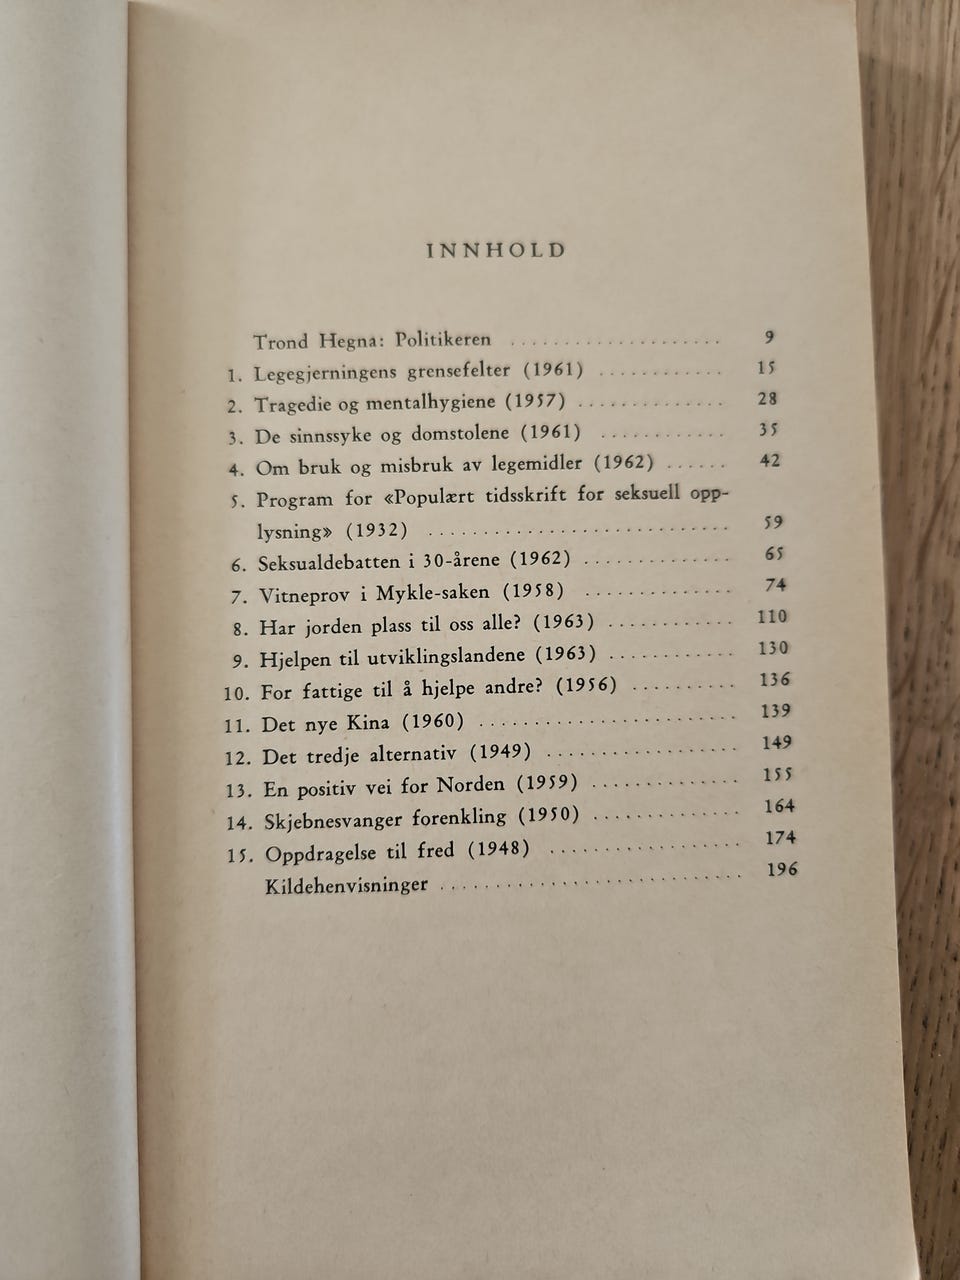 INNHOLD
Trond Hegna: Politikeren .................... 9
1. Legegjerningens grensefelter (1961) ............ 15
2. Tragedie og mentalhygiene (1957) .............. 28
3. De sinnssyke og domstolene (1961) ............ 35
4. Om bruk og misbruk av legemidler (1962) ...... 42
5. Program for «Populært tidsskrift for seksuell opp-
lysning» (1932) ............................ 59
6. Seksualdebatten i 30-årene (1962) .............. 65
7. Vitneprov i Mykle-saken (1958) .............. 74
8. Har jorden plass til oss alle? (1963) ............ 110
9. Hjelpen til utviklingslandene (1963) ............ 130
10. For fattige til å hjelpe andre? (1956) .......... 136
11. Det nye Kina (1960) ........................ 139
12. Det tredje alternativ (1949) .................. 149
13. En positiv vei for Norden (1959) .............. 155
14. Skjebnesvanger forenkling (1950) .............. 164
15. Oppdragelse til fred (1948) .................. 174
Kildehenvisninger ............................ 196